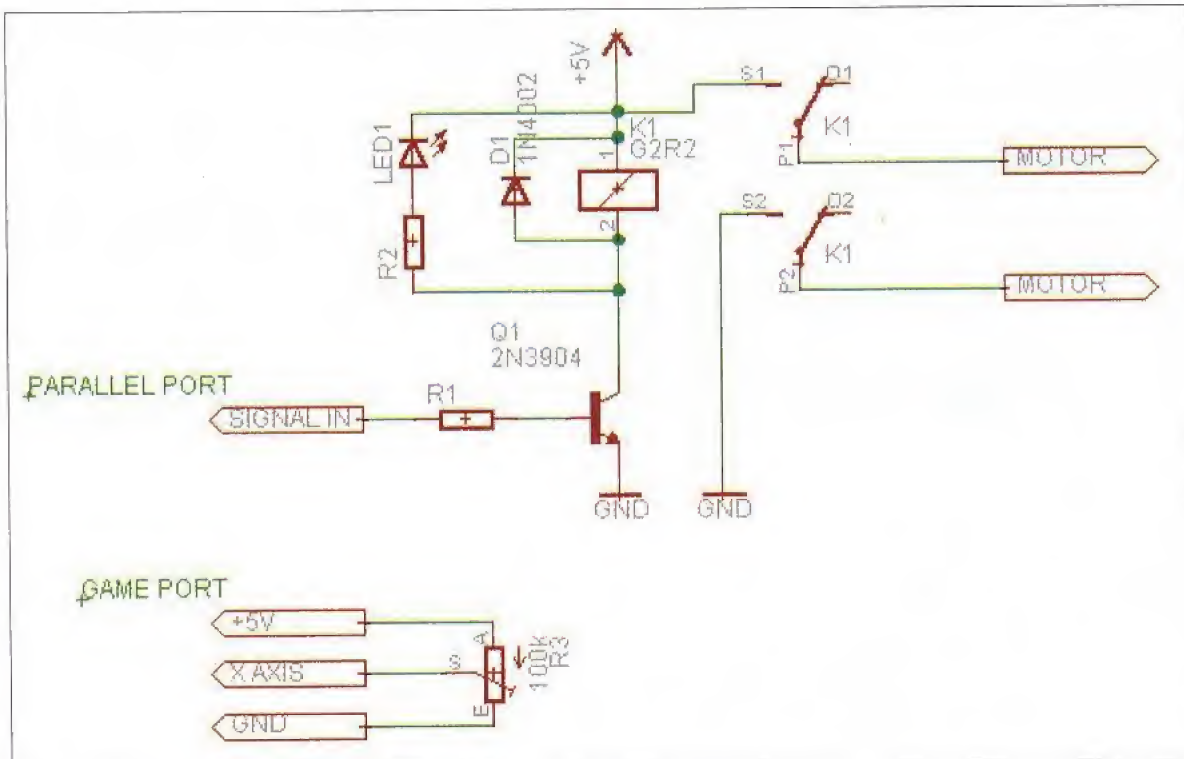 +5V
S1
O1
LED1
D1
1N4002
K1
G2R2
1
K1
P1
MOTOR
S2
O2
R2
2
K1
P2
MOTOR
Q1
2N3904
PARALLEL PORT
R1
SIGNAL IN
GND
GND
GAME PORT
+5V
A
X AXIS
S
100k
R3
E
GND